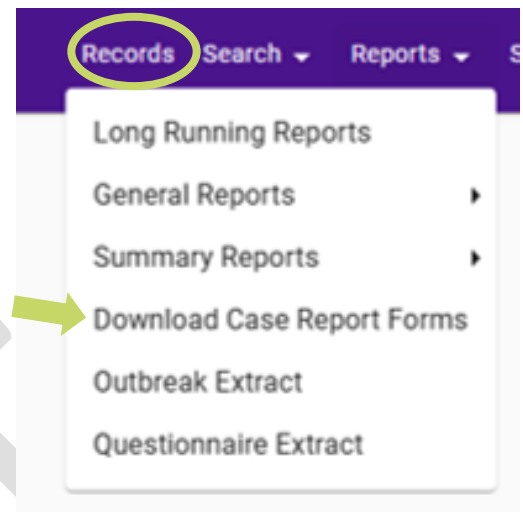 Records Search Reports S
Long Running Reports
General Reports
Summary Reports
Download Case Report Forms
Outbreak Extract
Questionnaire Extract